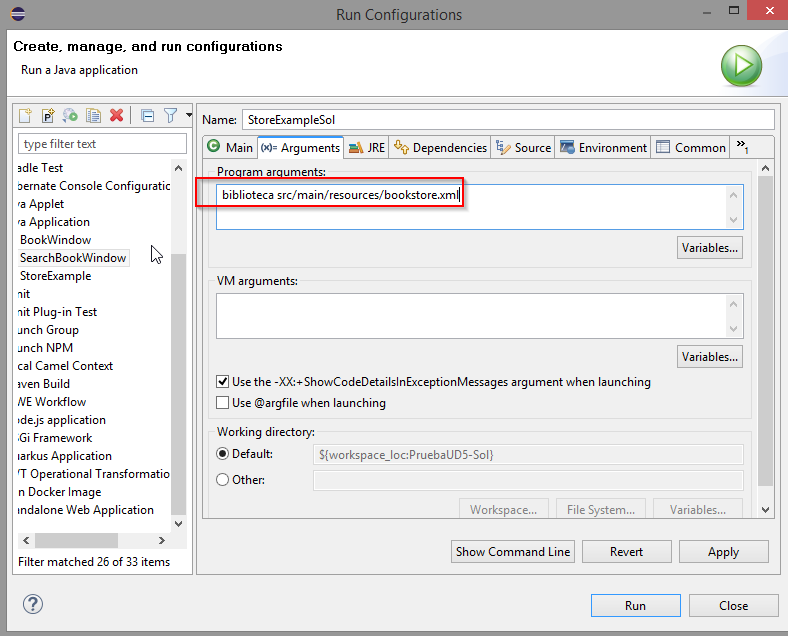 Run Configurations
Create, manage, and run configurations
Run a Java application
type filter text
adle Test
bernate Console Configuratic
va Applet
va Application
BookWindow
SearchBookWindow
StoreExample
nit
nit Plug-in Test
unch Group
unch NPM
cal Camel Context
aven Build
WE Workflow
ode.js application
Gi Framework
arkus Application
/T Operational Transformatio
n Docker Image
andalone Web Application
Filter matched 26 of 33 items
Name: StoreExampleSol
Main (x)= Arguments JRE Dependencies Source Environment Common »1
Program arguments:
biblioteca src/main/resources/bookstore.xml
Variables...
VM arguments:
Variables...
Use the -XX:+ShowCodeDetailsInExceptionMessages argument when launching
Use @argfile when launching
Working directory:
Default: ${workspace_loc:PruebaUD5-Sol}
Other:
Workspace... File System... Variables...
Show Command Line Revert Apply
? Run Close